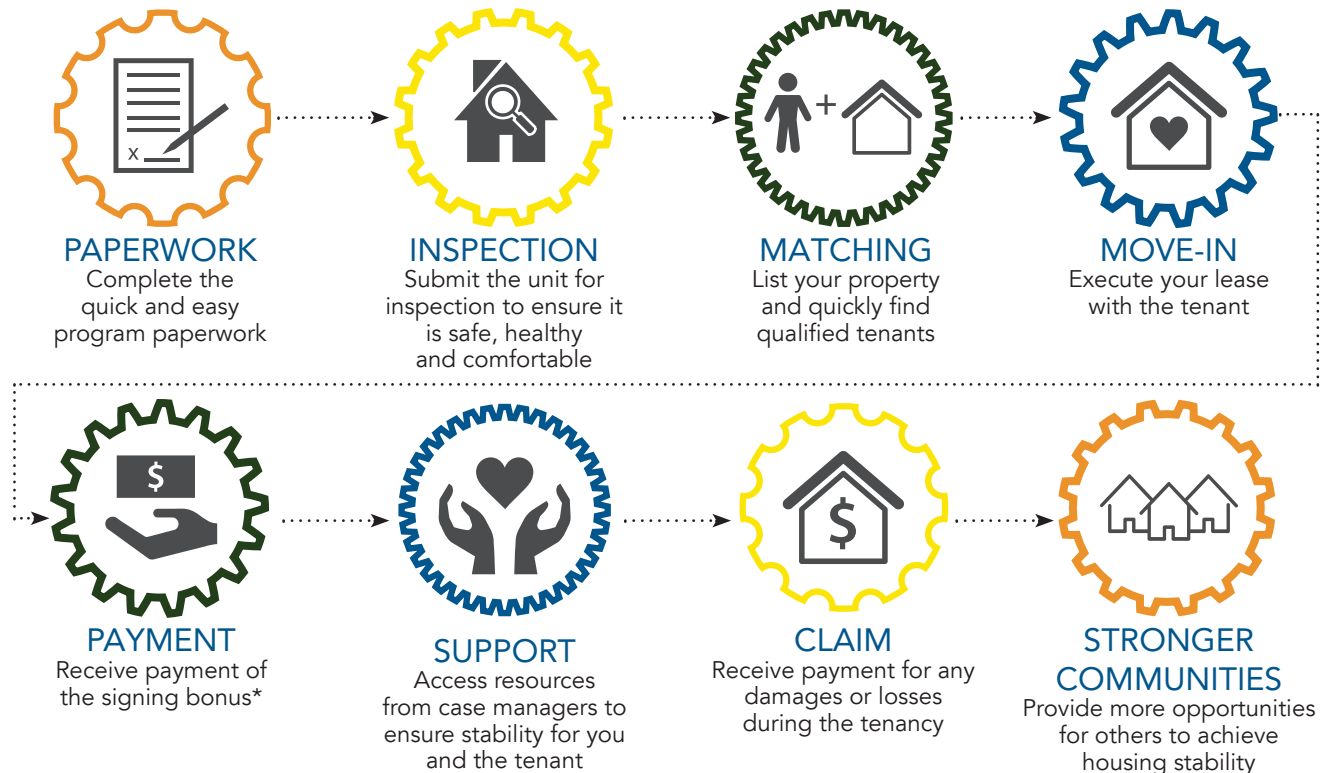 x
PAPERWORK
Complete the
quick and easy
program paperwork
INSPECTION
Submit the unit for
inspection to ensure it
is safe, healthy
and comfortable
+
MATCHING
List your property
and quickly find
qualified tenants
MOVE-IN
Execute your lease
with the tenant
$
PAYMENT
Receive payment of
the signing bonus*
SUPPORT
Access resources
from case managers to
ensure stability for you
and the tenant
$
CLAIM
Receive payment for any
damages or losses
during the tenancy
STRONGER
COMMUNITIES
Provide more opportunities
for others to achieve
housing stability